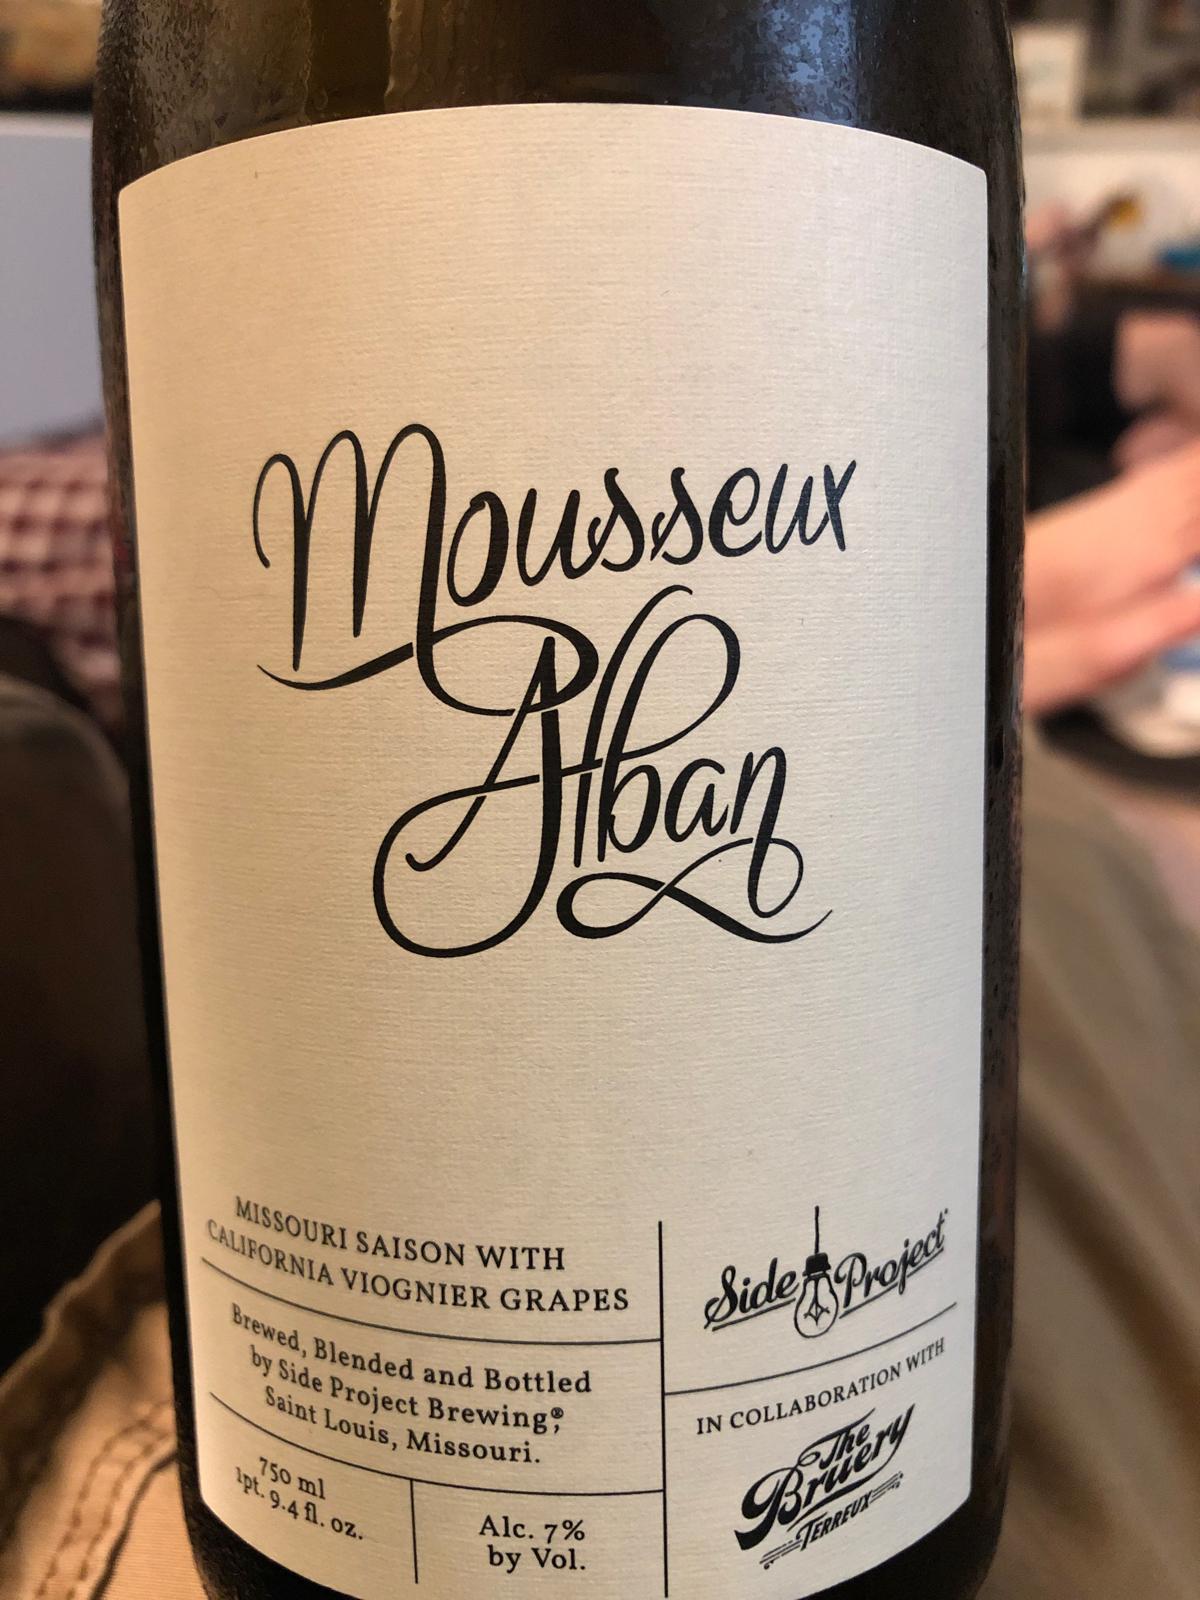 Mousseux
Alban
MISSOURI SAISON WITH
CALIFORNIA VIOGNIER GRAPES
Brewed, Blended and Bottled
by Side Project Brewing®,
Saint Louis, Missouri.
750 ml
1pt. 9.4 fl. oz.
Alc. 7%
by Vol.
Side Project
IN COLLABORATION WITH
The
Bruery
TERREUX